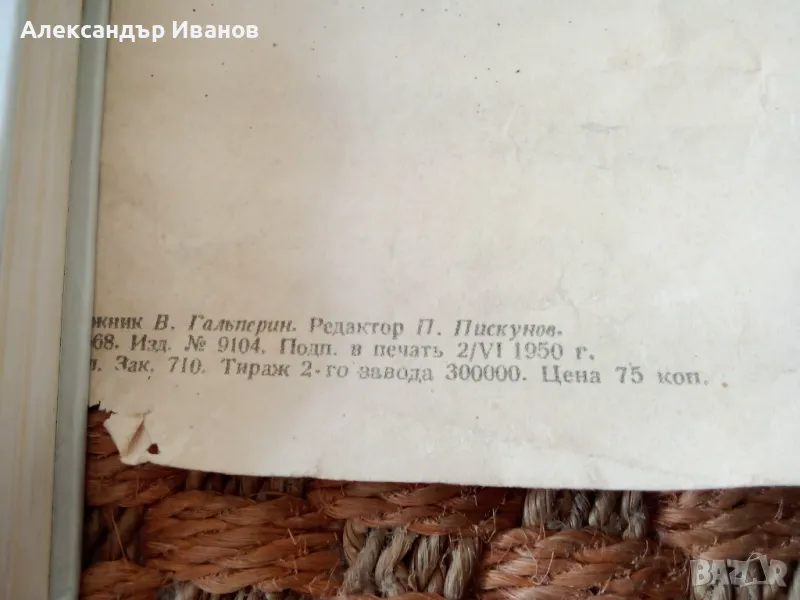 Александър Иванов
жник В. Гальперин. Редактор П. Пискунов.
68. Изд. № 9104. Подп. в печать 2/VI 1950 г.
л. Зак. 710. Тираж 2-го завода 300000. Цена 75 коп.
BAZAR